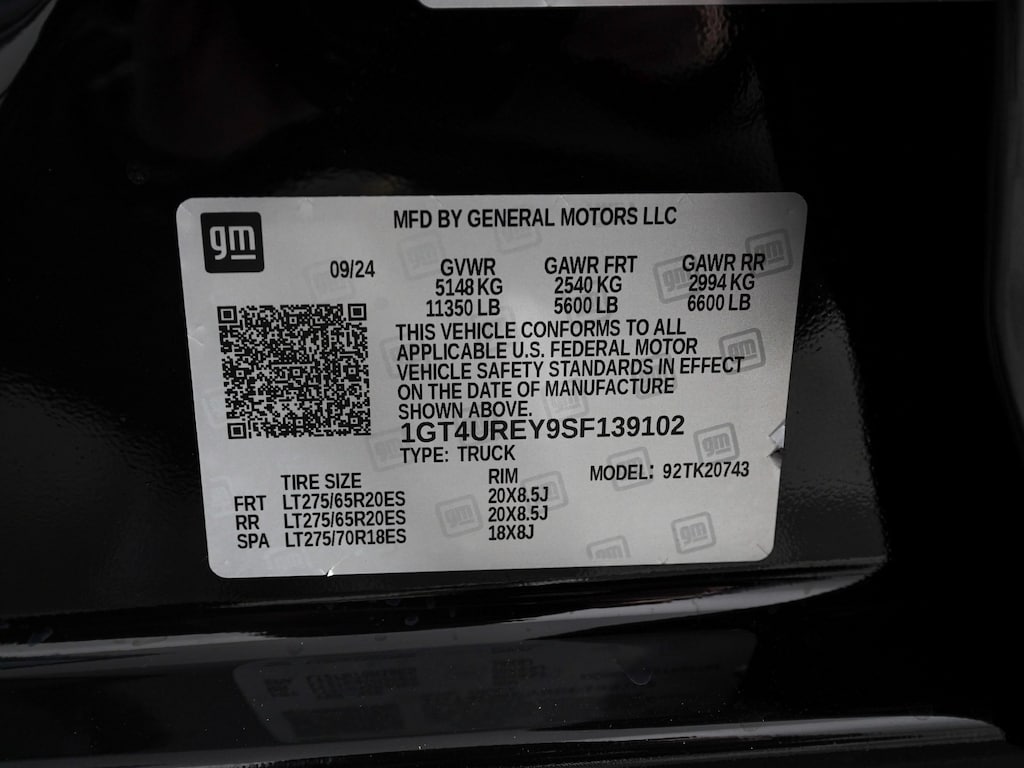 gm
MFD BY GENERAL MOTORS LLC
09/24
GVWR GAWR FRT GAWR RR
5148 KG 2540 KG 2994 KG
11350 LB 5600 LB 6600 LB
THIS VEHICLE CONFORMS TO ALL
APPLICABLE U.S. FEDERAL MOTOR
VEHICLE SAFETY STANDARDS IN EFFECT
ON THE DATE OF MANUFACTURE
SHOWN ABOVE.
1GT4UREY9SF139102
TYPE: TRUCK
MODEL: 92TK20743
TIRE SIZE RIM
FRT LT275/65R20ES 20X8.5J
RR LT275/65R20ES 20X8.5J
SPA LT275/70R18ES 18X8J